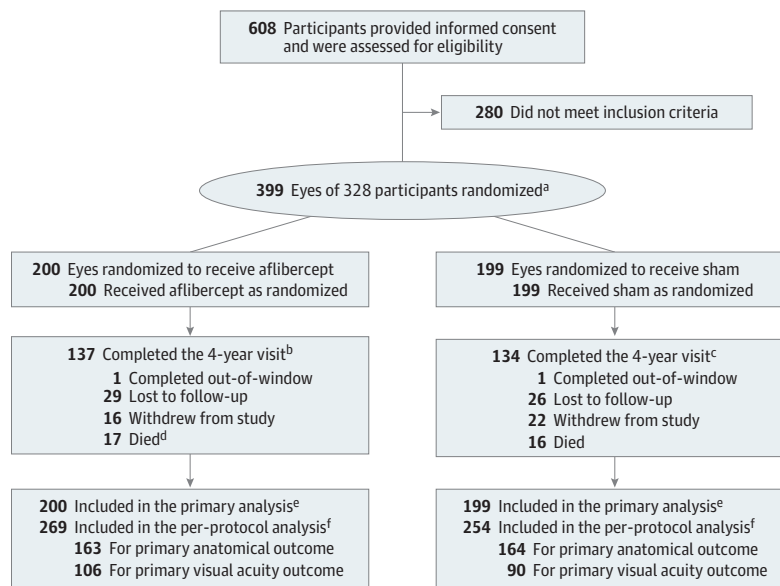 608 Participants provided informed consent
and were assessed for eligibility
280 Did not meet inclusion criteria
399 Eyes of 328 participants randomizedᵃ
200 Eyes randomized to receive aflibercept
200 Received aflibercept as randomized
199 Eyes randomized to receive sham
199 Received sham as randomized
137 Completed the 4-year visitᵇ
1 Completed out-of-window
29 Lost to follow-up
16 Withdrew from study
17 Diedᵈ
134 Completed the 4-year visitᶜ
1 Completed out-of-window
26 Lost to follow-up
22 Withdrew from study
16 Died
200 Included in the primary analysisᵉ
269 Included in the per-protocol analysisᶠ
163 For primary anatomical outcome
106 For primary visual acuity outcome
199 Included in the primary analysisᵉ
254 Included in the per-protocol analysisᶠ
164 For primary anatomical outcome
90 For primary visual acuity outcome